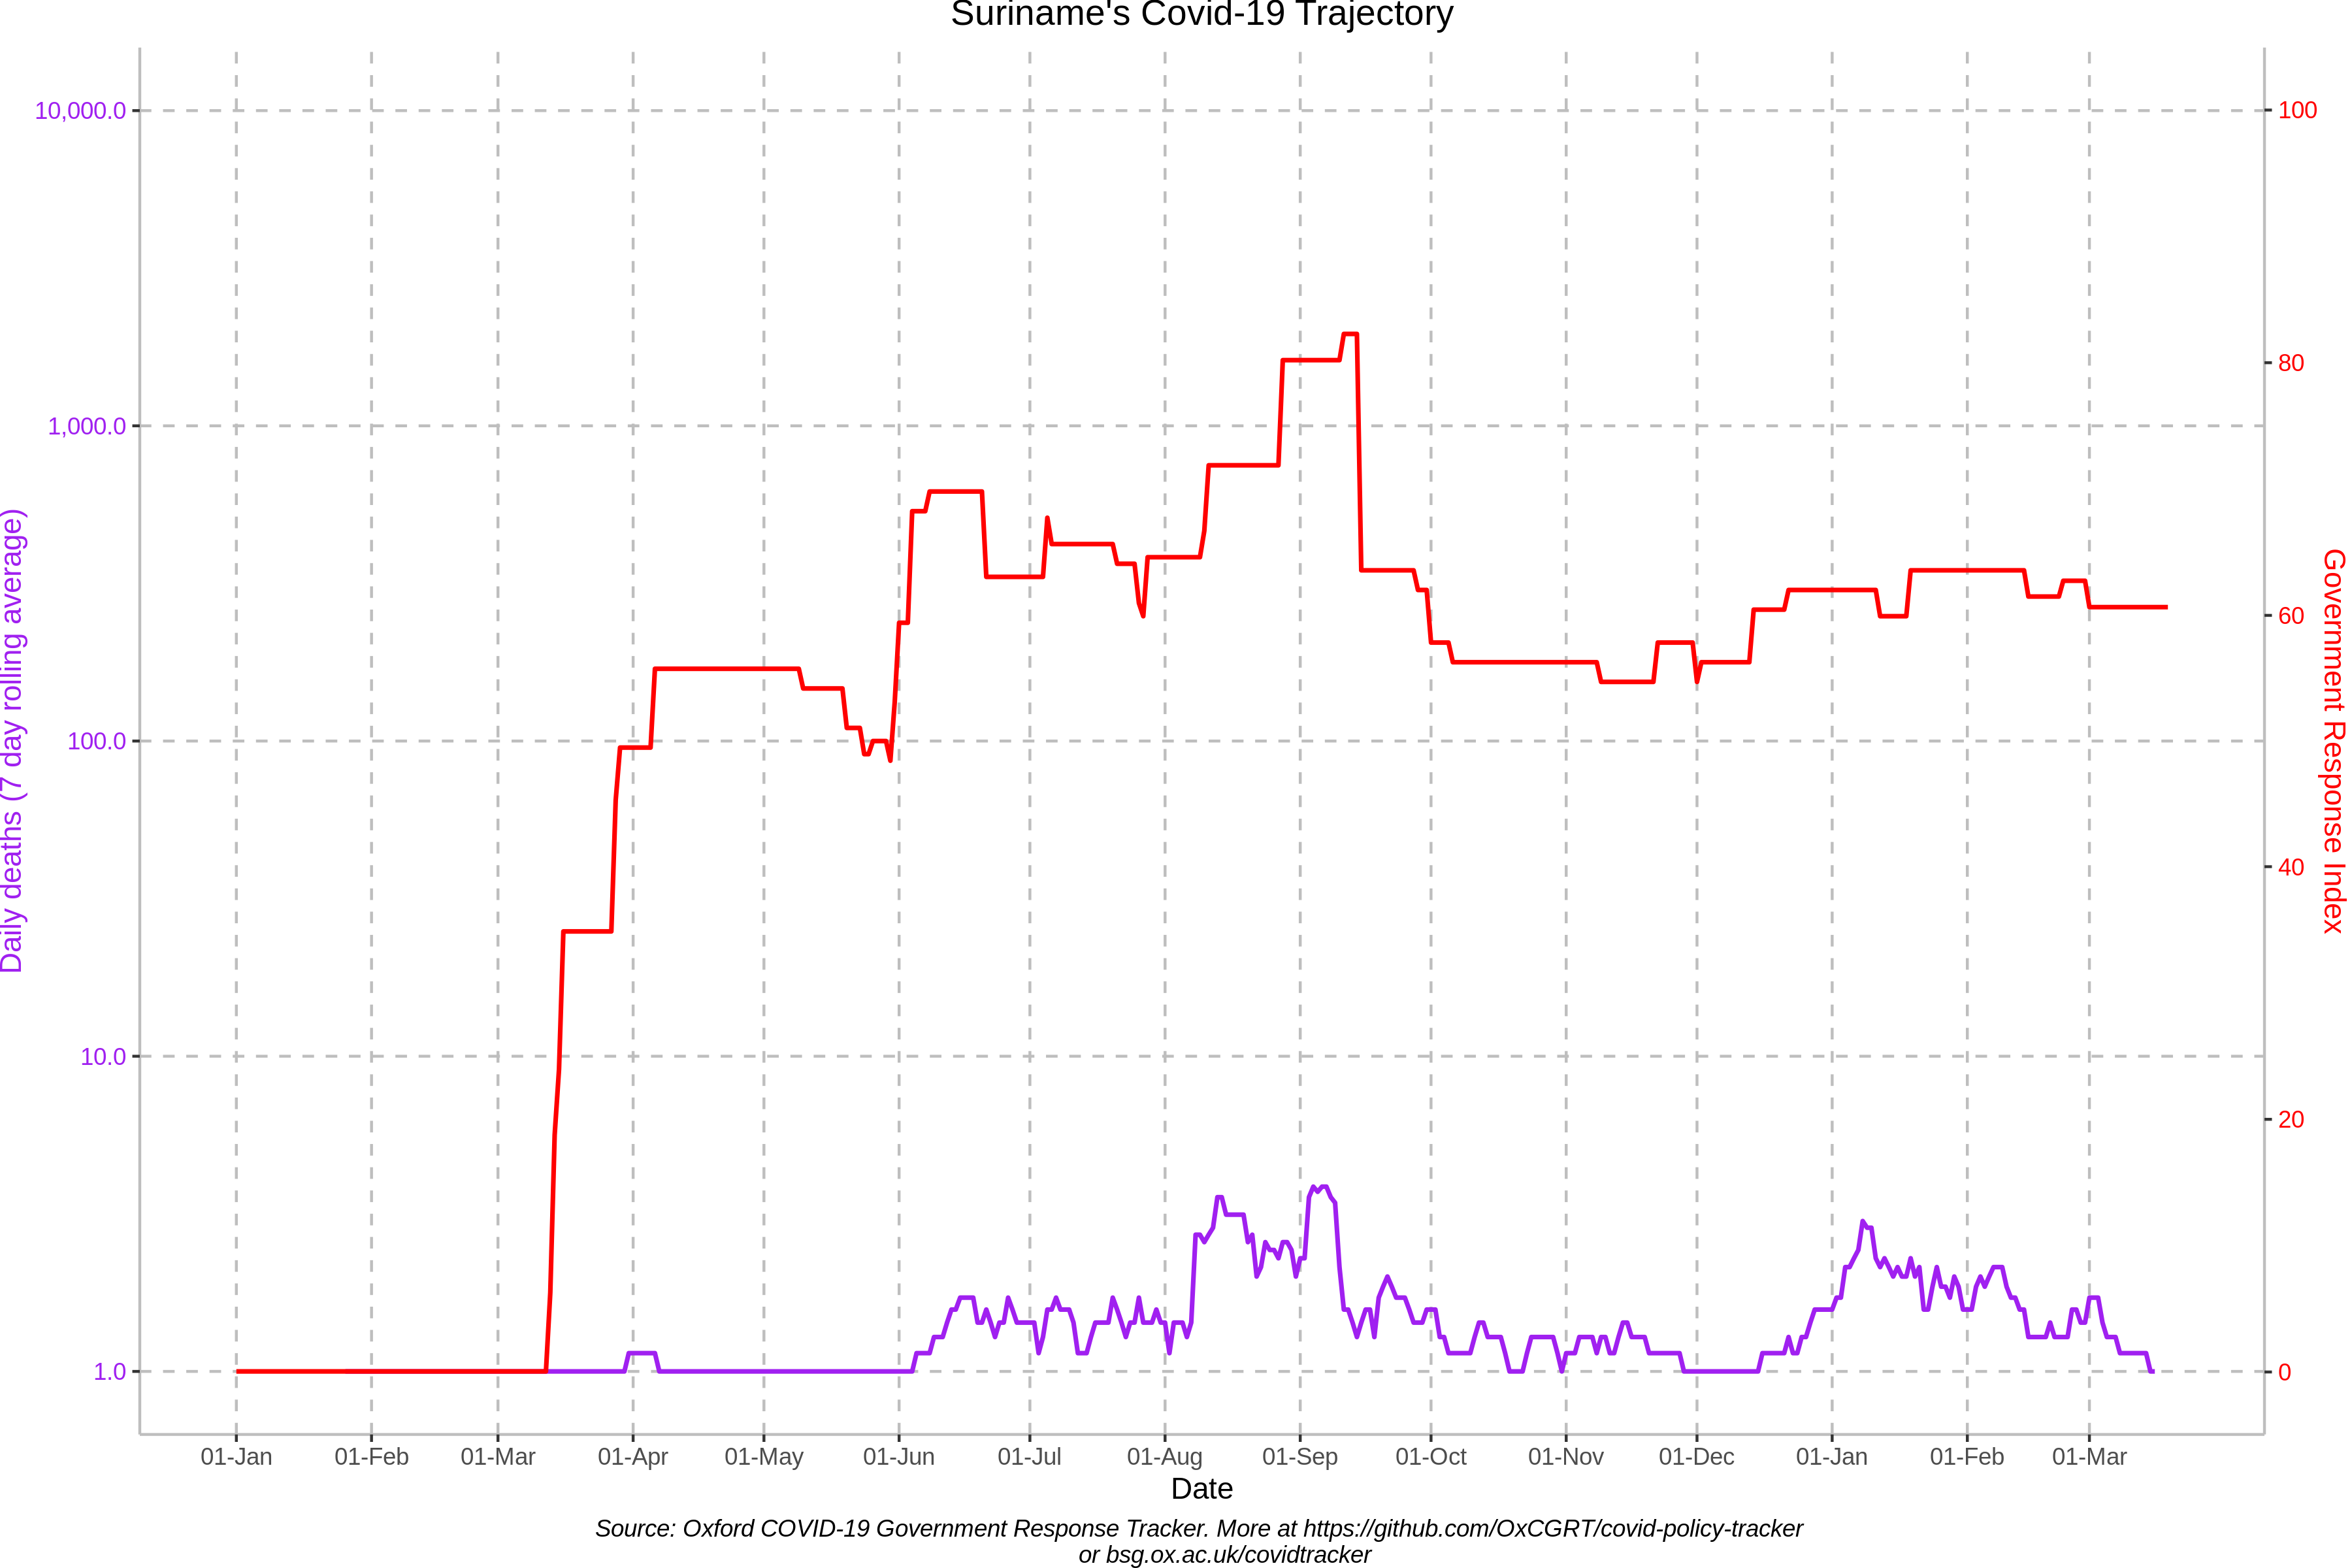 Suriname's Covid-19 Trajectory
10,000.0
1,000.0
100.0
10.0
1.0
Daily deaths (7 day rolling average)
100
80
60
40
20
0
Government Response Index
01-Jan 01-Feb 01-Mar 01-Apr 01-May 01-Jun 01-Jul 01-Aug 01-Sep 01-Oct 01-Nov 01-Dec 01-Jan 01-Feb 01-Mar
Date
Source: Oxford COVID-19 Government Response Tracker. More at https://github.com/OxCGRT/covid-policy-tracker
or bsg.ox.ac.uk/covidtracker